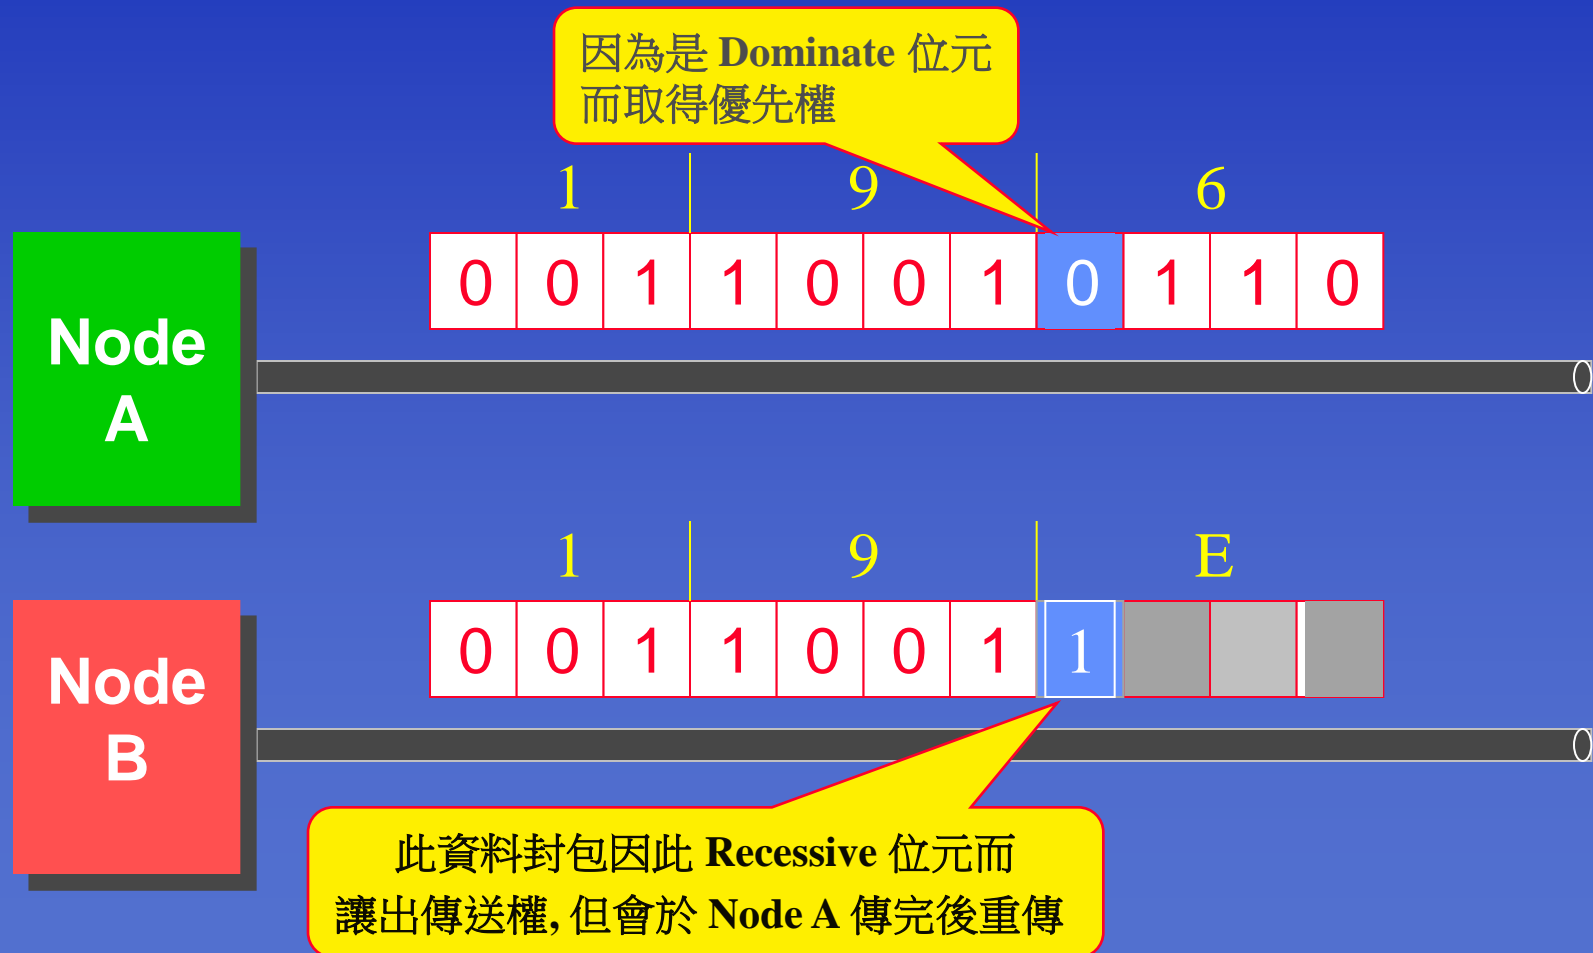 因為是 Dominate 位元
而取得優先權
1 9 6
0 0 1 1 0 0 1 0 1 1 0
Node
A
1 9 E
0 0 1 1 0 0 1 1
Node
B
此資料封包因此 Recessive 位元而
讓出傳送權, 但會於 Node A 傳完後重傳